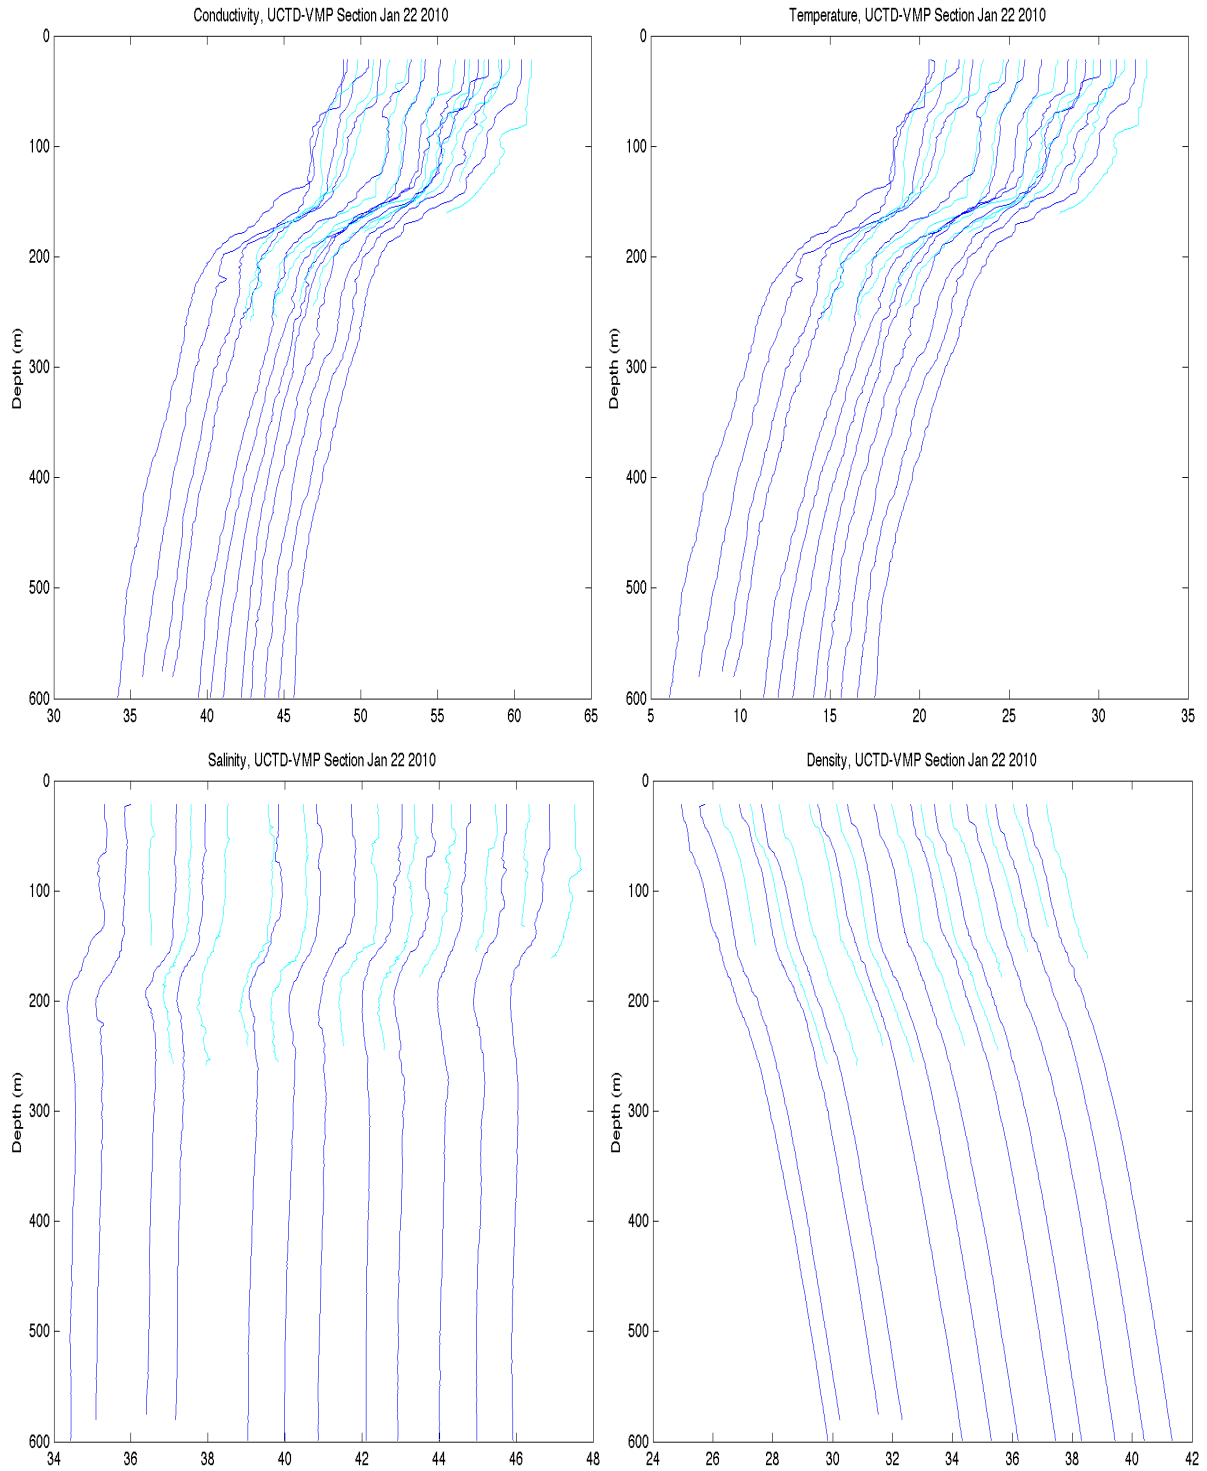 Conductivity, UCTD-VMP Section Jan 22 2010
0
100
200
300
400
500
600
Depth (m)
30 35 40 45 50 55 60 65
Temperature, UCTD-VMP Section Jan 22 2010
0
100
200
300
400
500
600
Depth (m)
5 10 15 20 25 30 35
Salinity, UCTD-VMP Section Jan 22 2010
0
100
200
300
400
500
600
Depth (m)
34 36 38 40 42 44 46 48
Density, UCTD-VMP Section Jan 22 2010
0
100
200
300
400
500
600
Depth (m)
24 26 28 30 32 34 36 38 40 42